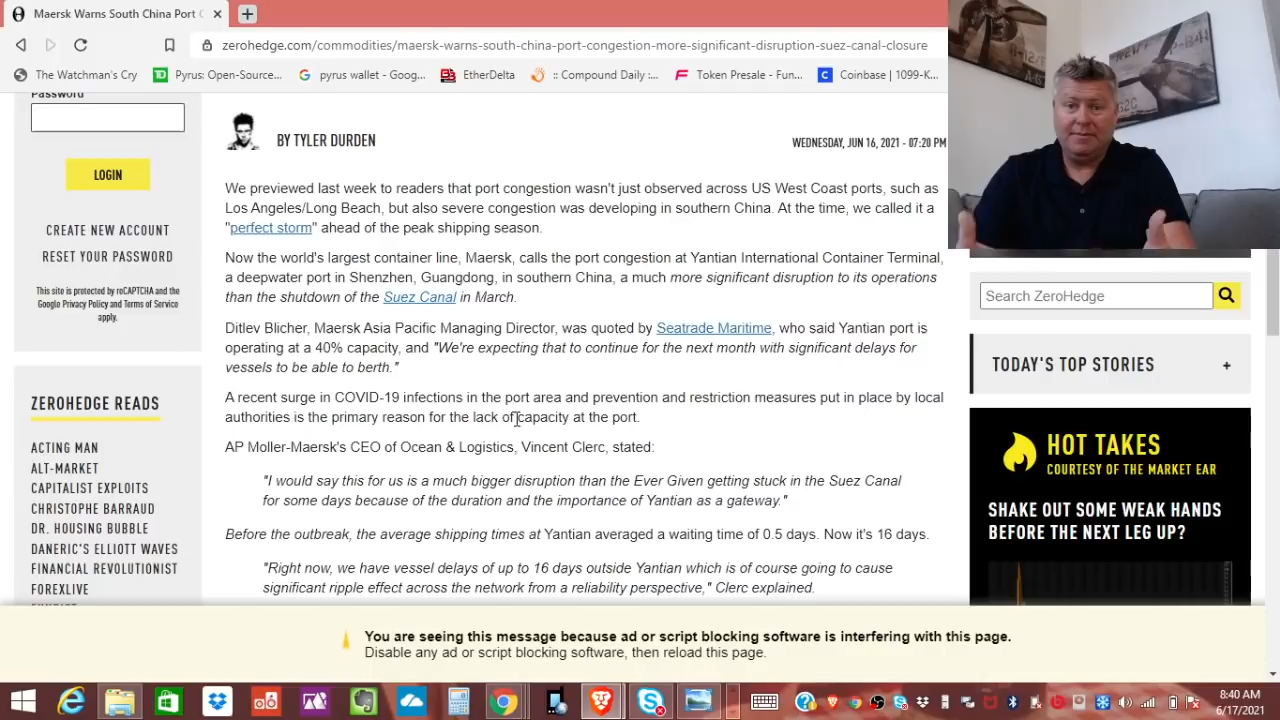 Maersk Warns South China Port C
zerohedge.com/commodities/maersk-warns-south-china-port-congestion-more-significant-disruption-suez-canal-closure
The Watchman's Cry
Pyrus: Open-Source...
pyrus wallet - Goog...
EtherDelta
:: Compound Daily :...
Token Presale - Fun...
Coinbase | 1099-K...
Password
LOGIN
CREATE NEW ACCOUNT
RESET YOUR PASSWORD
This site is protected by reCAPTCHA and the
Google Privacy Policy and Terms of Service
apply.
ZEROHEDGE READS
ACTING MAN
ALT-MARKET
CAPITALIST EXPLOITS
CHRISTOPHE BARRAUD
DR. HOUSING BUBBLE
DANERIC'S ELLIOTT WAVES
FINANCIAL REVOLUTIONIST
FOREXLIVE
BY TYLER DURDEN
WEDNESDAY, JUN 16, 2021 - 07:20 PM
We previewed last week to readers that port congestion wasn't just observed across US West Coast ports, such as
Los Angeles/Long Beach, but also severe congestion was developing in southern China. At the time, we called it a
"perfect storm" ahead of the peak shipping season.
Now the world's largest container line, Maersk, calls the port congestion at Yantian International Container Terminal,
a deepwater port in Shenzhen, Guangdong, in southern China, a much more significant disruption to its operations
than the shutdown of the Suez Canal in March.
Ditlev Blicher, Maersk Asia Pacific Managing Director, was quoted by Seatrade Maritime, who said Yantian port is
operating at a 40% capacity, and "We're expecting that to continue for the next month with significant delays for
vessels to be able to berth."
A recent surge in COVID-19 infections in the port area and prevention and restriction measures put in place by local
authorities is the primary reason for the lack of capacity at the port.
AP Moller-Maersk's CEO of Ocean & Logistics, Vincent Clerc, stated:
"I would say this for us is a much bigger disruption than the Ever Given getting stuck in the Suez Canal
for some days because of the duration and the importance of Yantian as a gateway."
Before the outbreak, the average shipping times at Yantian averaged a waiting time of 0.5 days. Now it's 16 days.
"Right now, we have vessel delays of up to 16 days outside Yantian which is of course going to cause
significant ripple effect across the network from a reliability perspective," Clerc explained.
Search ZeroHedge
TODAY'S TOP STORIES +
HOT TAKES
COURTESY OF THE MARKET EAR
SHAKE OUT SOME WEAK HANDS
BEFORE THE NEXT LEG UP?
You are seeing this message because ad or script blocking software is interfering with this page.
Disable any ad or script blocking software, then reload this page.
8:40 AM
6/17/2021